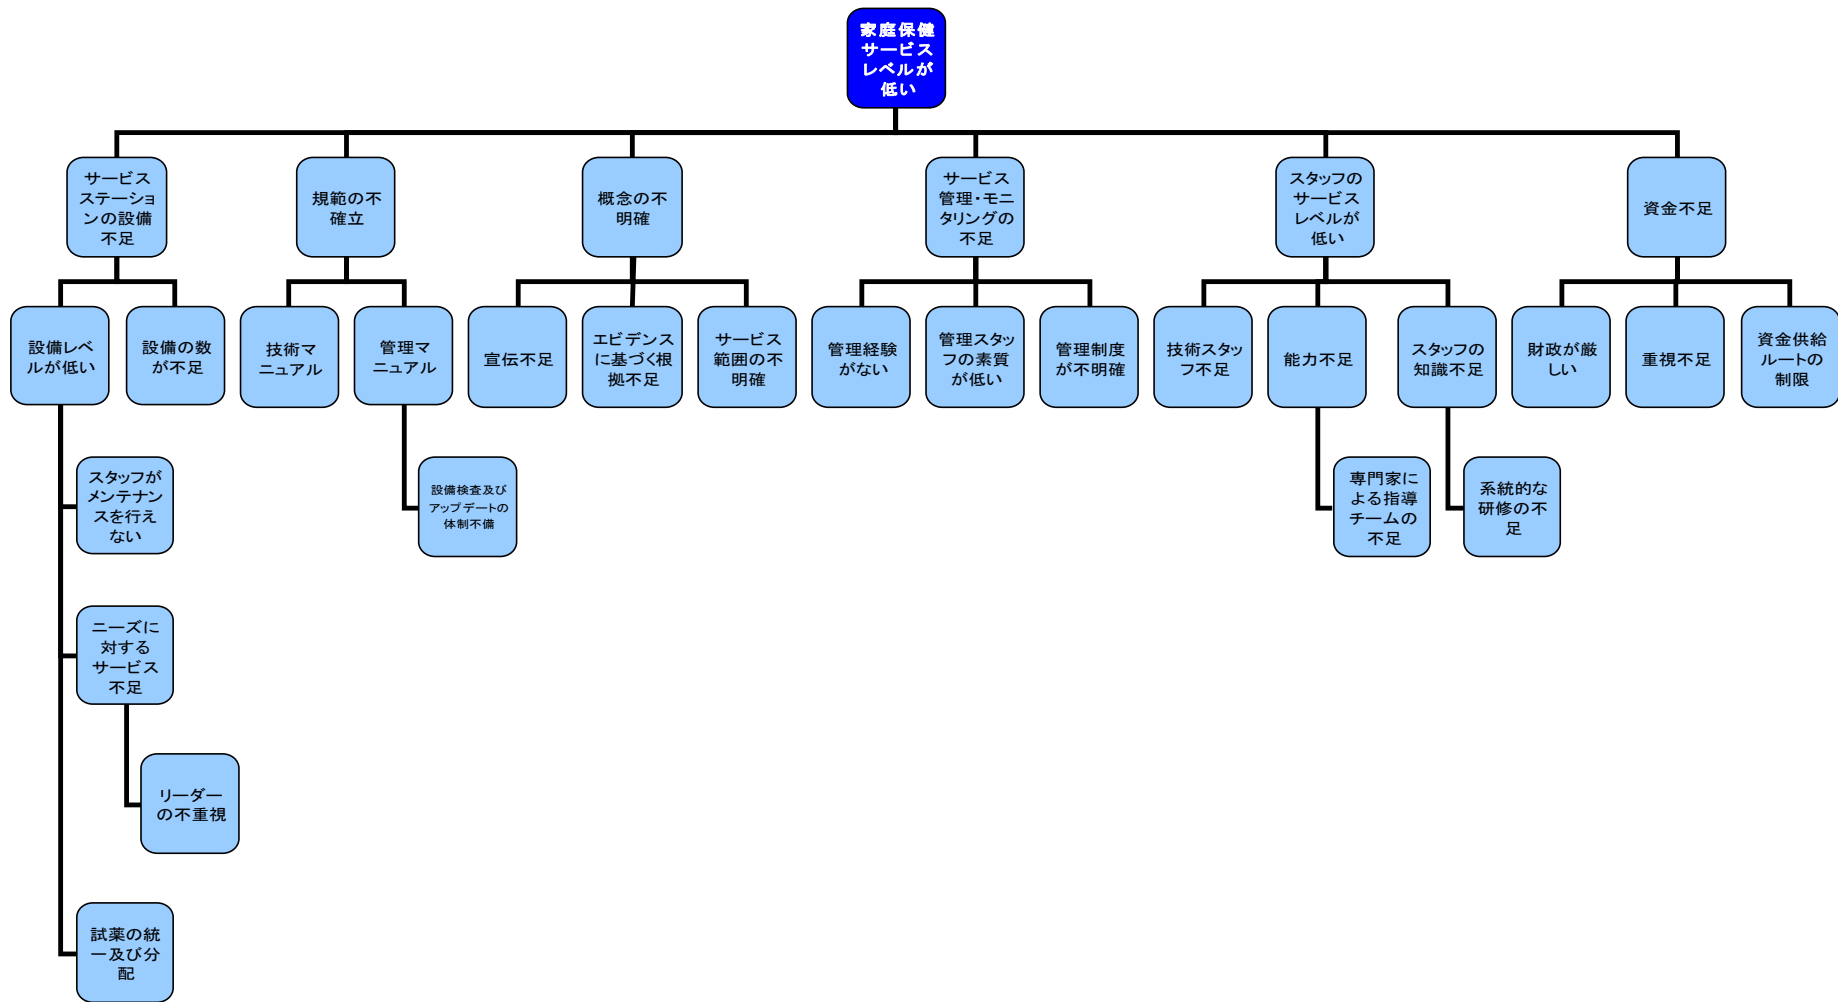 家庭保健
サービス
レベルが
低い
サービス
ステーショ
ンの設備
不足
規範の不
確立
概念の不
明確
サービス
管理・モニ
タリングの
不足
スタッフの
サービス
レベルが
低い
資金不足
設備レベ
ルが低い
設備の数
が不足
技術マ
ニュアル
管理マ
ニュアル
宣伝不足
エビデンス
に基づく根
拠不足
サービス
範囲の不
明確
管理経験
がない
管理スタッ
フの素質
が低い
管理制度
が不明確
技術スタッ
フ不足
能力不足
スタッフの
知識不足
財政が厳
しい
重視不足
資金供給
ルートの
制限
スタッフが
メンテナン
スを行え
ない
設備検査及び
アップデートの
体制不備
専門家に
よる指導
チームの
不足
系統的な
研修の不
足
ニーズに
対する
サービス
不足
リーダー
の不重視
試薬の統
一及び分
配